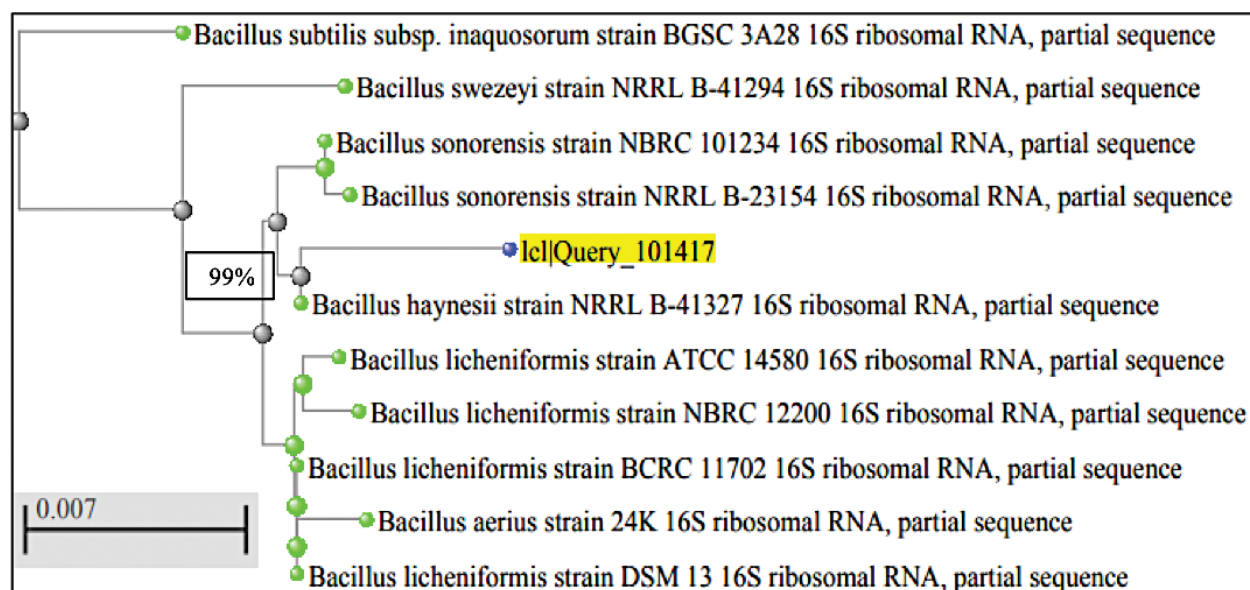 Bacillus subtilis subsp. inaquosorum strain BGSC 3A28 16S ribosomal RNA, partial sequence
Bacillus swezeyi strain NRRL B-41294 16S ribosomal RNA, partial sequence
Bacillus sonorensis strain NBRC 101234 16S ribosomal RNA, partial sequence
Bacillus sonorensis strain NRRL B-23154 16S ribosomal RNA, partial sequence
lcl|Query_101417
99%
Bacillus haynesii strain NRRL B-41327 16S ribosomal RNA, partial sequence
Bacillus licheniformis strain ATCC 14580 16S ribosomal RNA, partial sequence
Bacillus licheniformis strain NBRC 12200 16S ribosomal RNA, partial sequence
Bacillus licheniformis strain BCRC 11702 16S ribosomal RNA, partial sequence
0.007
Bacillus aerius strain 24K 16S ribosomal RNA, partial sequence
Bacillus licheniformis strain DSM 13 16S ribosomal RNA, partial sequence